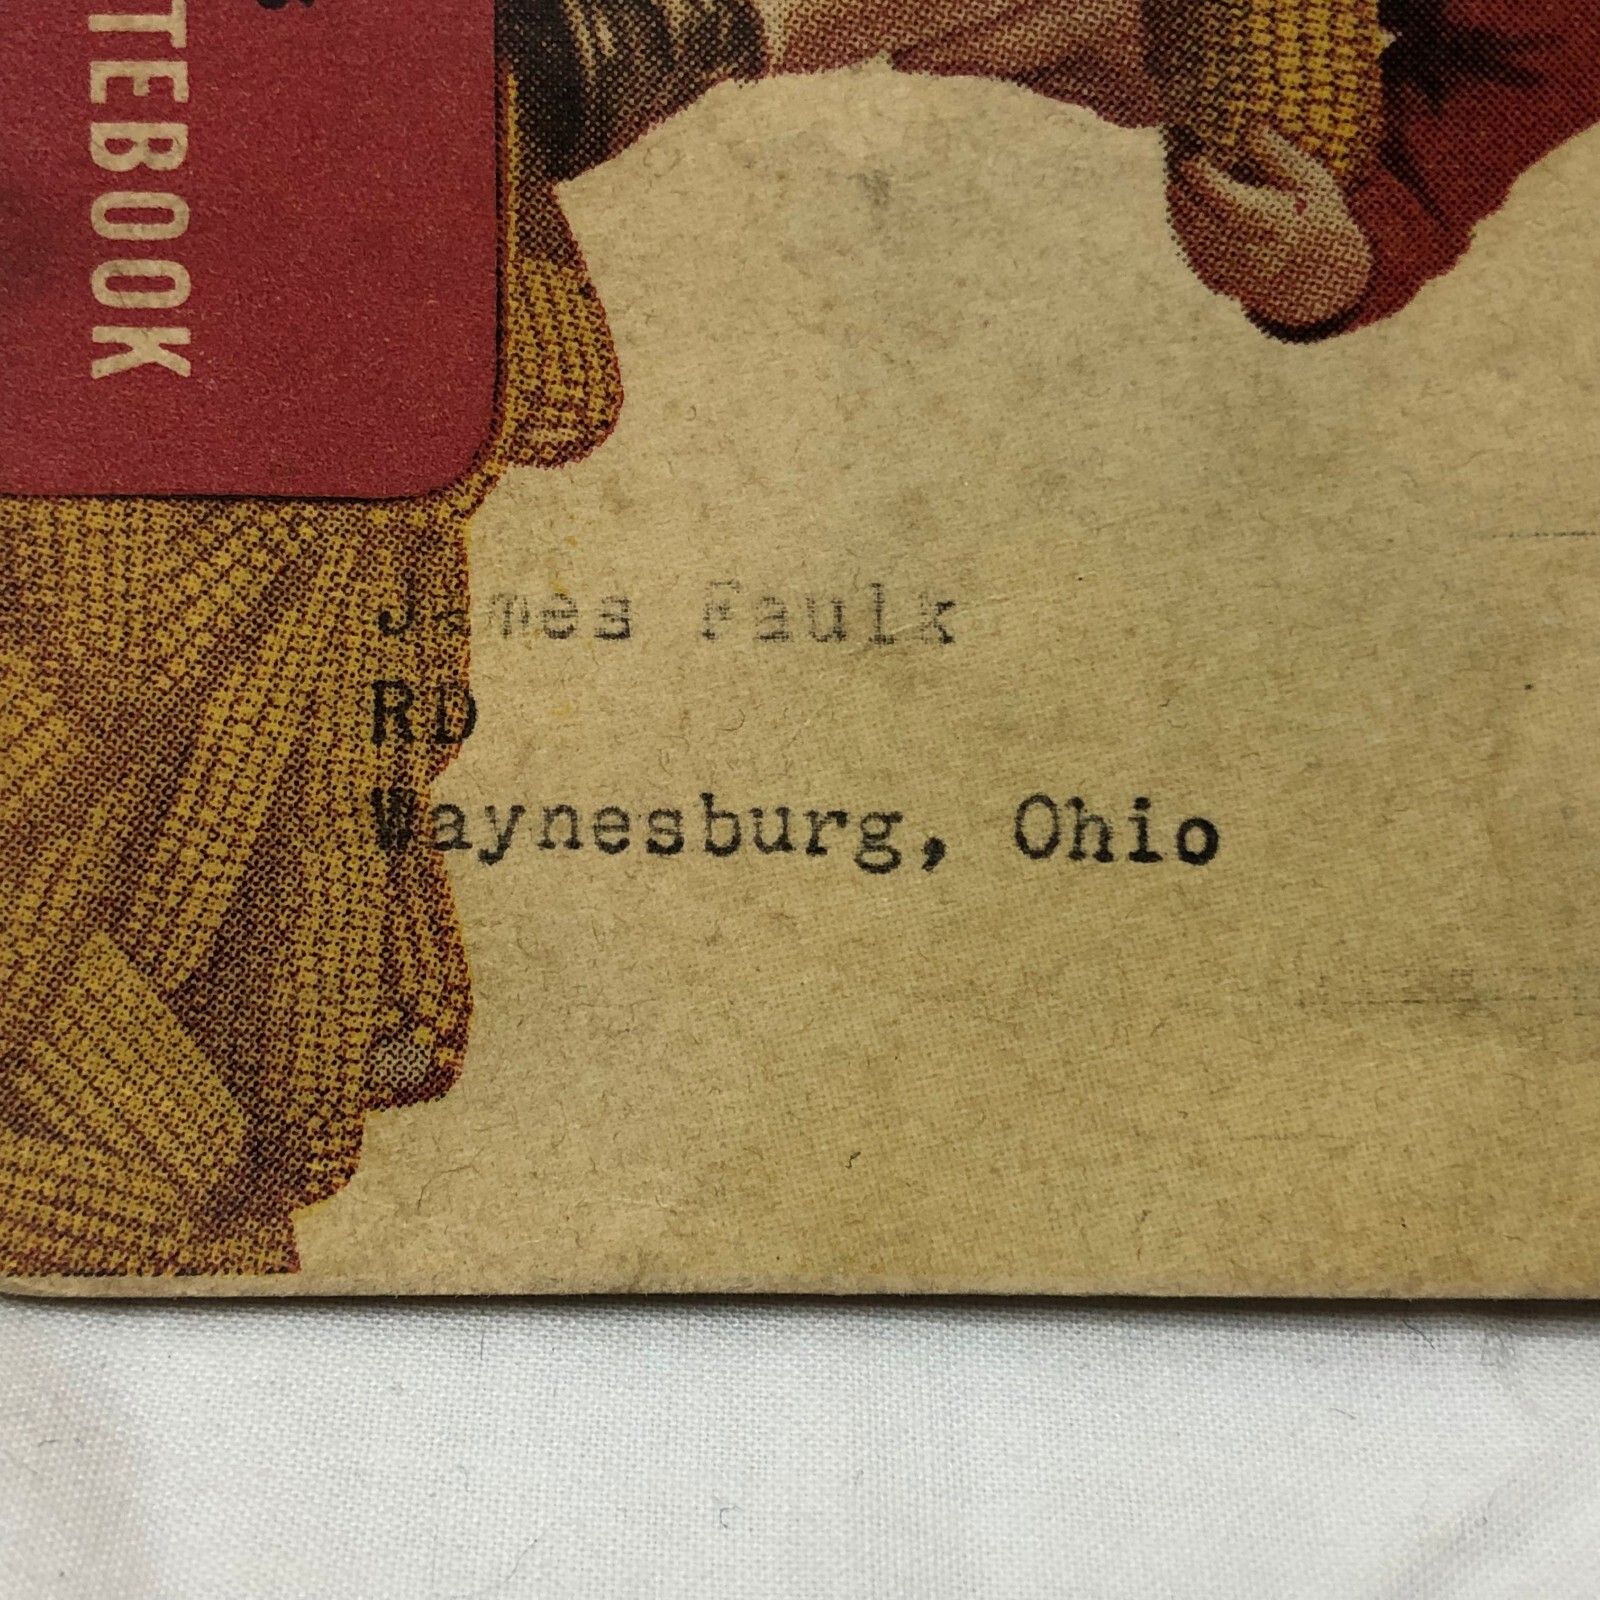 TEBOOK
James Faulk
RD
Waynesburg, Ohio